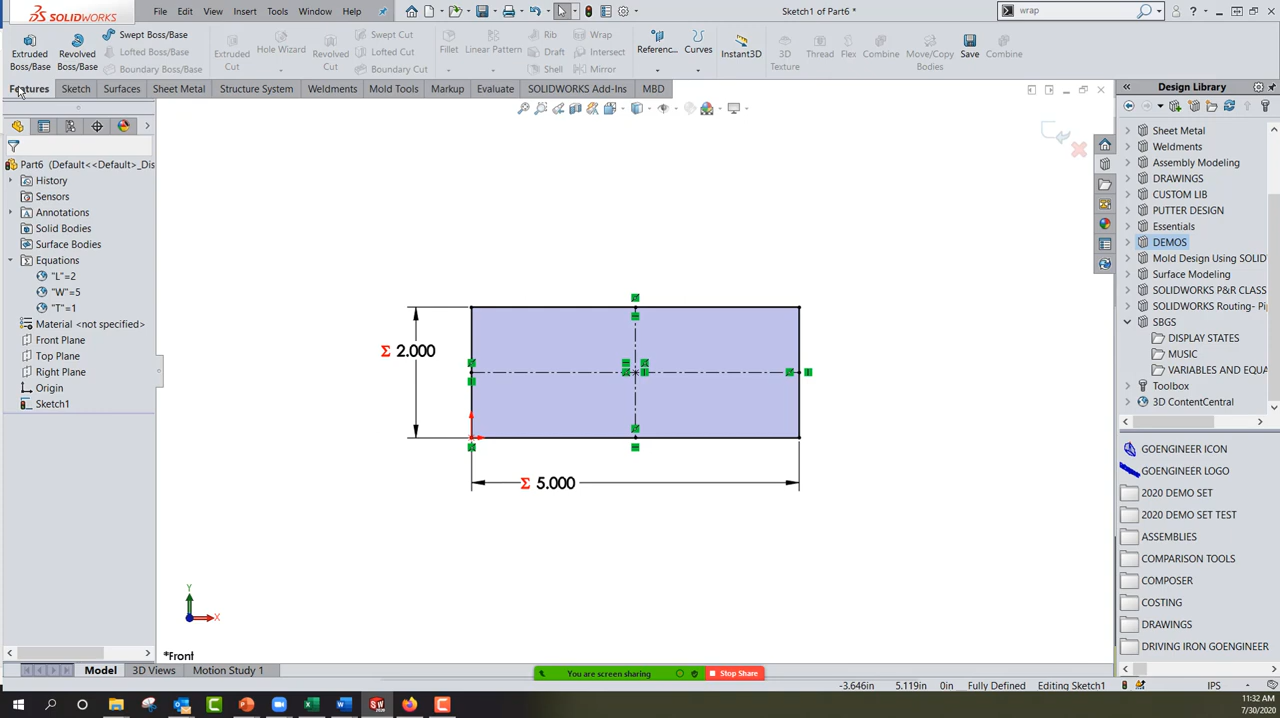 SOLIDWORKS
File Edit View Insert Tools Window Help
Sketch1 of Part6 *
wrap
Extruded Boss/Base
Revolved Boss/Base
Swept Boss/Base
Lofted Boss/Base
Boundary Boss/Base
Extruded Cut
Hole Wizard
Revolved Cut
Swept Cut
Lofted Cut
Boundary Cut
Fillet
Linear Pattern
Rib
Draft
Shell
Wrap
Intersect
Mirror
Referenc...
Curves
Instant3D
3D Texture
Thread
Flex
Combine
Move/Copy Bodies
Save
Combine
Features Sketch Surfaces Sheet Metal Structure System Weldments Mold Tools Markup Evaluate SOLIDWORKS Add-Ins MBD
Part6 (Default<<Default>_Dis
History
Sensors
Annotations
Solid Bodies
Surface Bodies
Equations
"L"=2
"W"=5
"T"=1
Material <not specified>
Front Plane
Top Plane
Right Plane
Origin
Sketch1
Σ 2.000
Σ 5.000
Y
X
*Front
Design Library
Sheet Metal
Weldments
Assembly Modeling
DRAWINGS
CUSTOM LIB
PUTTER DESIGN
Essentials
DEMOS
Mold Design Using SOLID
Surface Modeling
SOLIDWORKS P&R CLASS
SOLIDWORKS Routing- Pi
SBGS
DISPLAY STATES
MUSIC
VARIABLES AND EQUA
Toolbox
3D ContentCentral
GOENGINEER ICON
GOENGINEER LOGO
2020 DEMO SET
2020 DEMO SET TEST
ASSEMBLIES
COMPARISON TOOLS
COMPOSER
COSTING
DRAWINGS
DRIVING IRON GOENGINEER
Model 3D Views Motion Study 1
You are screen sharing Stop Share
-3.646in 5.119in 0in Fully Defined Editing Sketch1 IPS
11:32 AM
7/30/2020